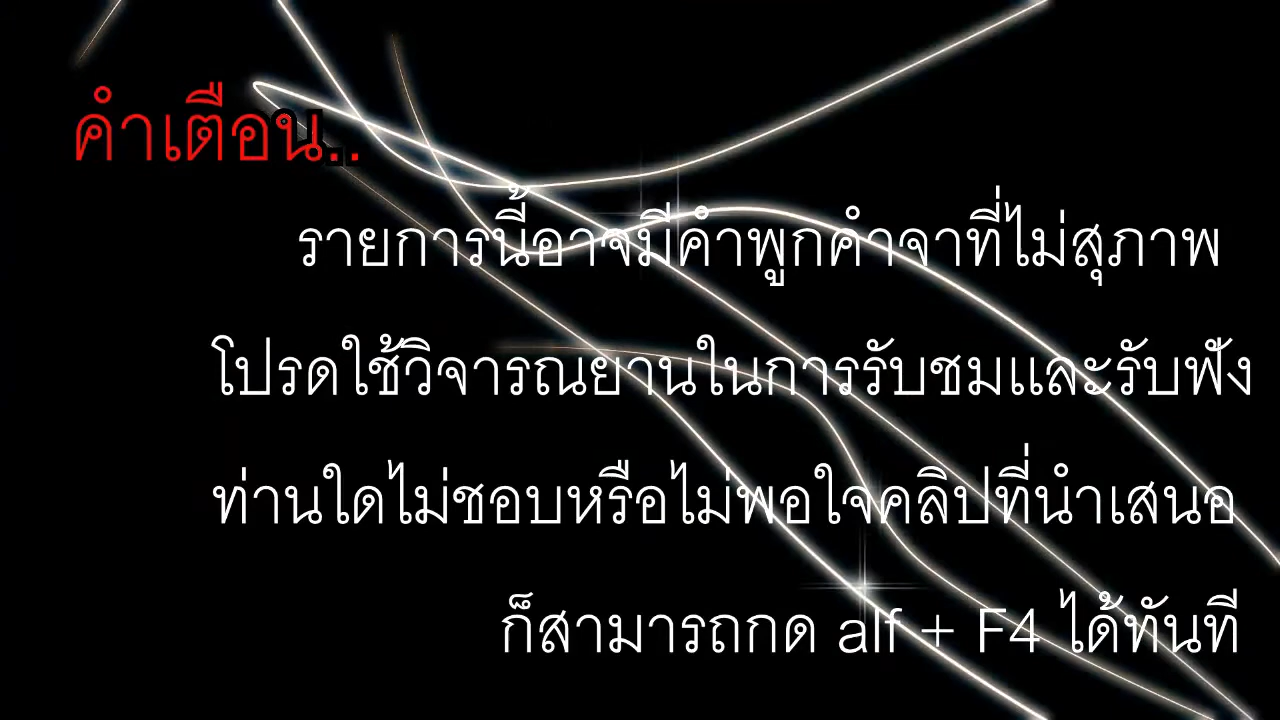 คำเตือน..
รายการนี้อาจมีคำพูกคำจาที่ไม่สุภาพ
โปรดใช้วิจารณยานในการรับชมและรับฟัง
ท่านใดไม่ชอบหรือไม่พอใจคลิปที่นำเสนอ
ก็สามารถกด alf + F4 ได้ทันที